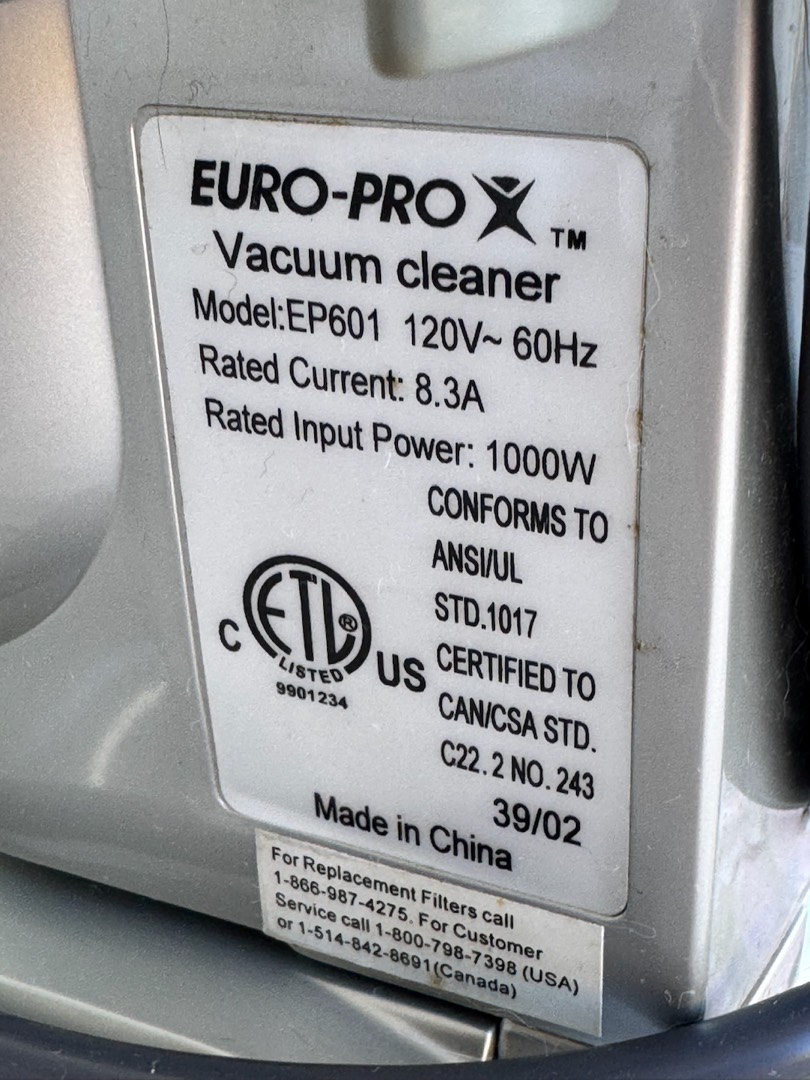 EURO-PRO X ™
Vacuum cleaner
Model:EP601 120V~ 60Hz
Rated Current: 8.3A
Rated Input Power: 1000W
CONFORMS TO
ANSI/UL
STD.1017
CERTIFIED TO
CAN/CSA STD.
C22.2 NO.243
C ETL ® US
LISTED
9901234
39/02
Made in China
For Replacement Filters call
1-866-987-4275. For Customer
Service call 1-800-798-7398 (USA)
or 1-514-842-8691(Canada)